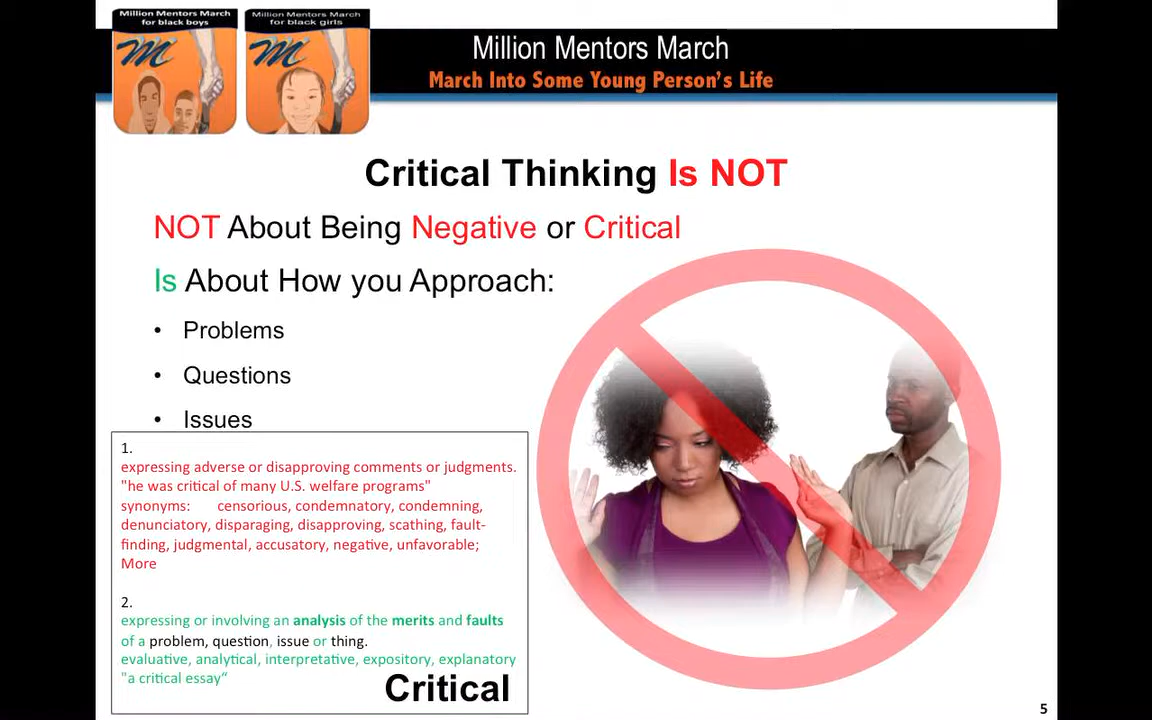 Million Mentors March
for black boys
Million Mentors March
for black girls
Million Mentors March
March Into Some Young Person's Life
Critical Thinking Is NOT
NOT About Being Negative or Critical
Is About How you Approach:
• Problems
• Questions
• Issues
1.
expressing adverse or disapproving comments or judgments.
"he was critical of many U.S. welfare programs"
synonyms: censorious, condemnatory, condemning,
denunciatory, disparaging, disapproving, scathing, fault-
finding, judgmental, accusatory, negative, unfavorable;
More
2.
expressing or involving an analysis of the merits and faults
of a problem, question, issue or thing.
evaluative, analytical, interpretative, expository, explanatory
"a critical essay“
Critical
5